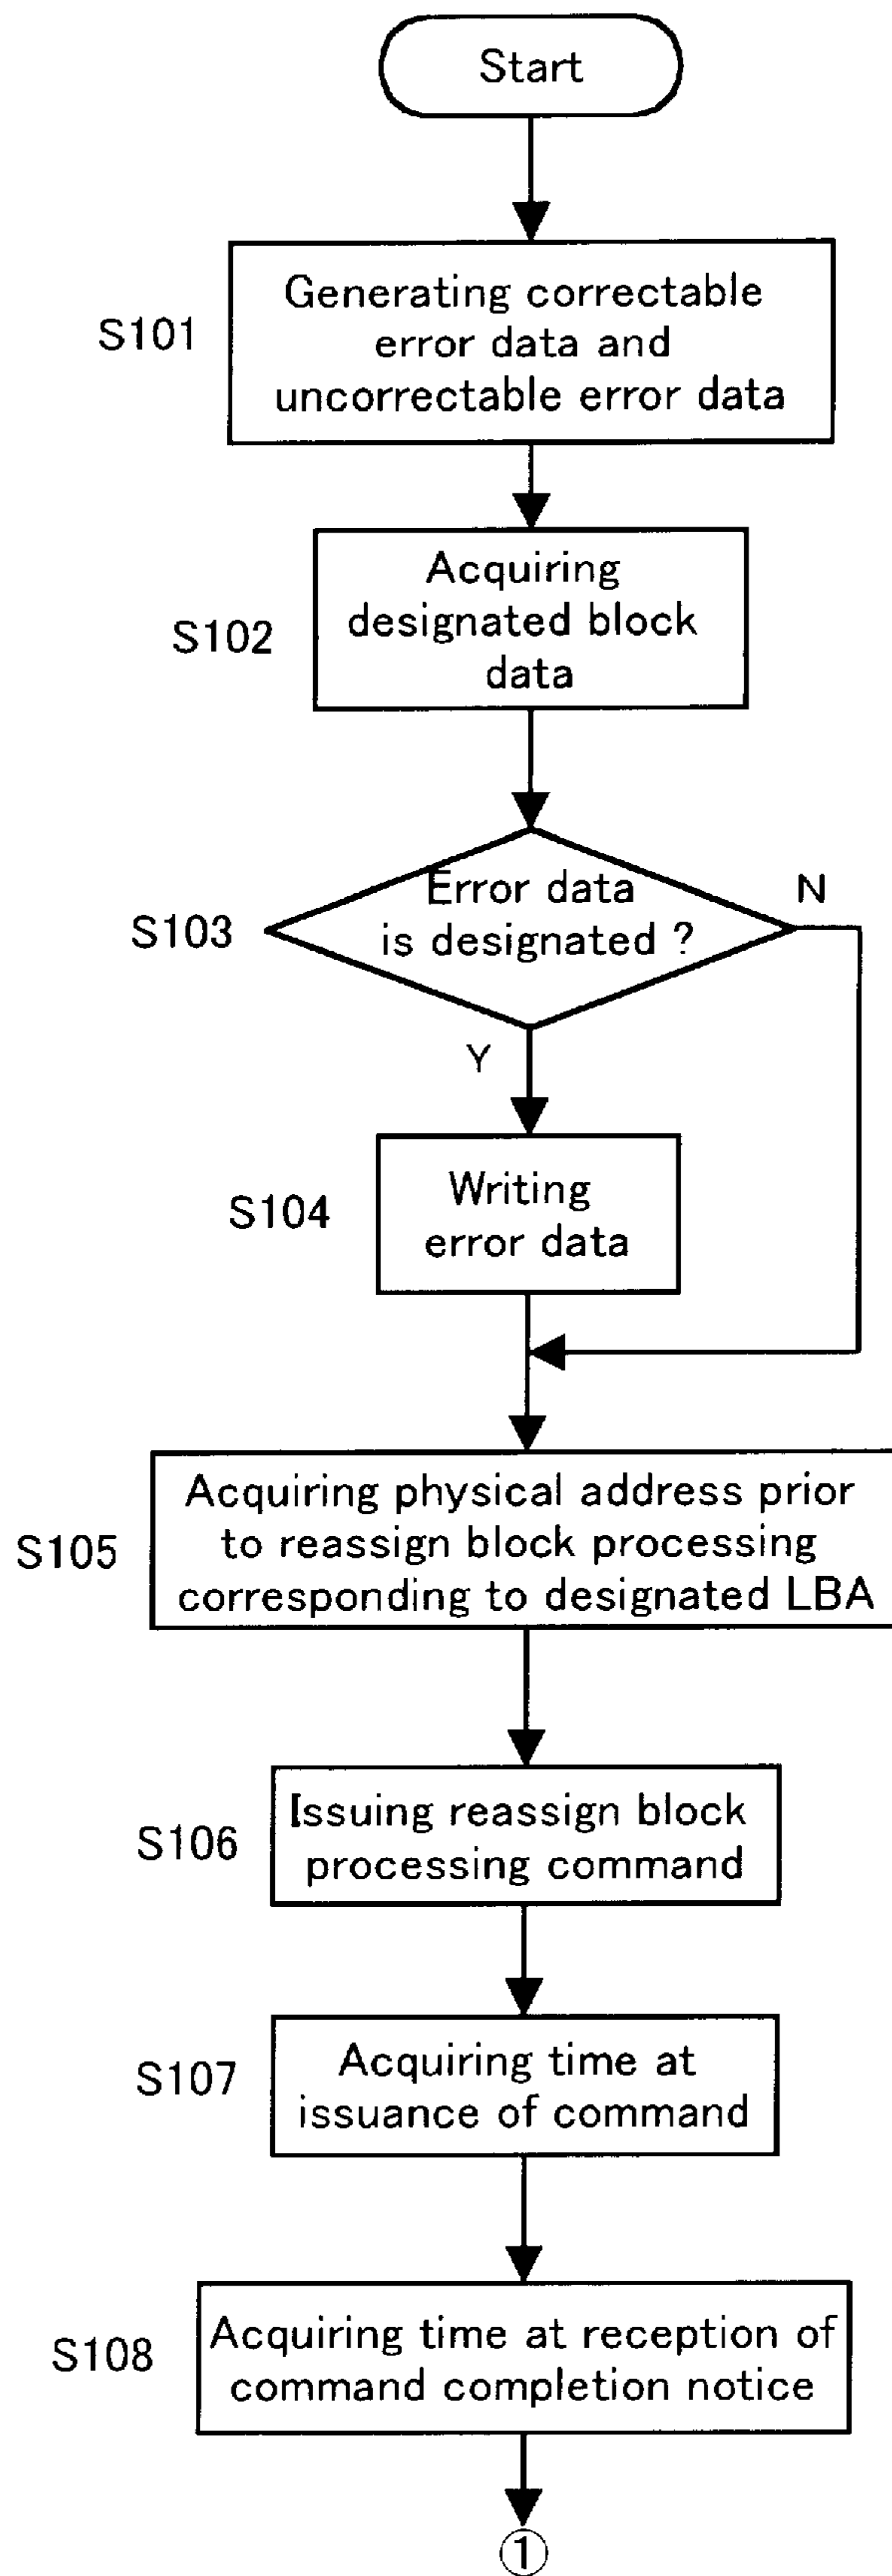 Start
S101
Generating correctable
error data and
uncorrectable error data
S102
Acquiring
designated block
data
S103
Error data
is designated ?
N
Y
S104
Writing
error data
S105
Acquiring physical address prior
to reassign block processing
corresponding to designated LBA
S106
Issuing reassign block
processing command
S107
Acquiring time at
issuance of command
S108
Acquiring time at reception of
command completion notice
①